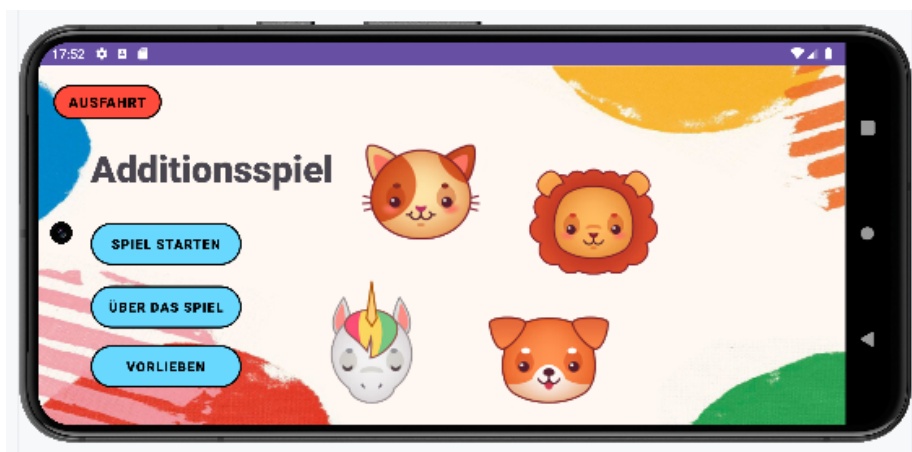 17:52
AUSFAHRT
Additionsspiel
SPIEL STARTEN
ÜBER DAS SPIEL
VORLIEBEN